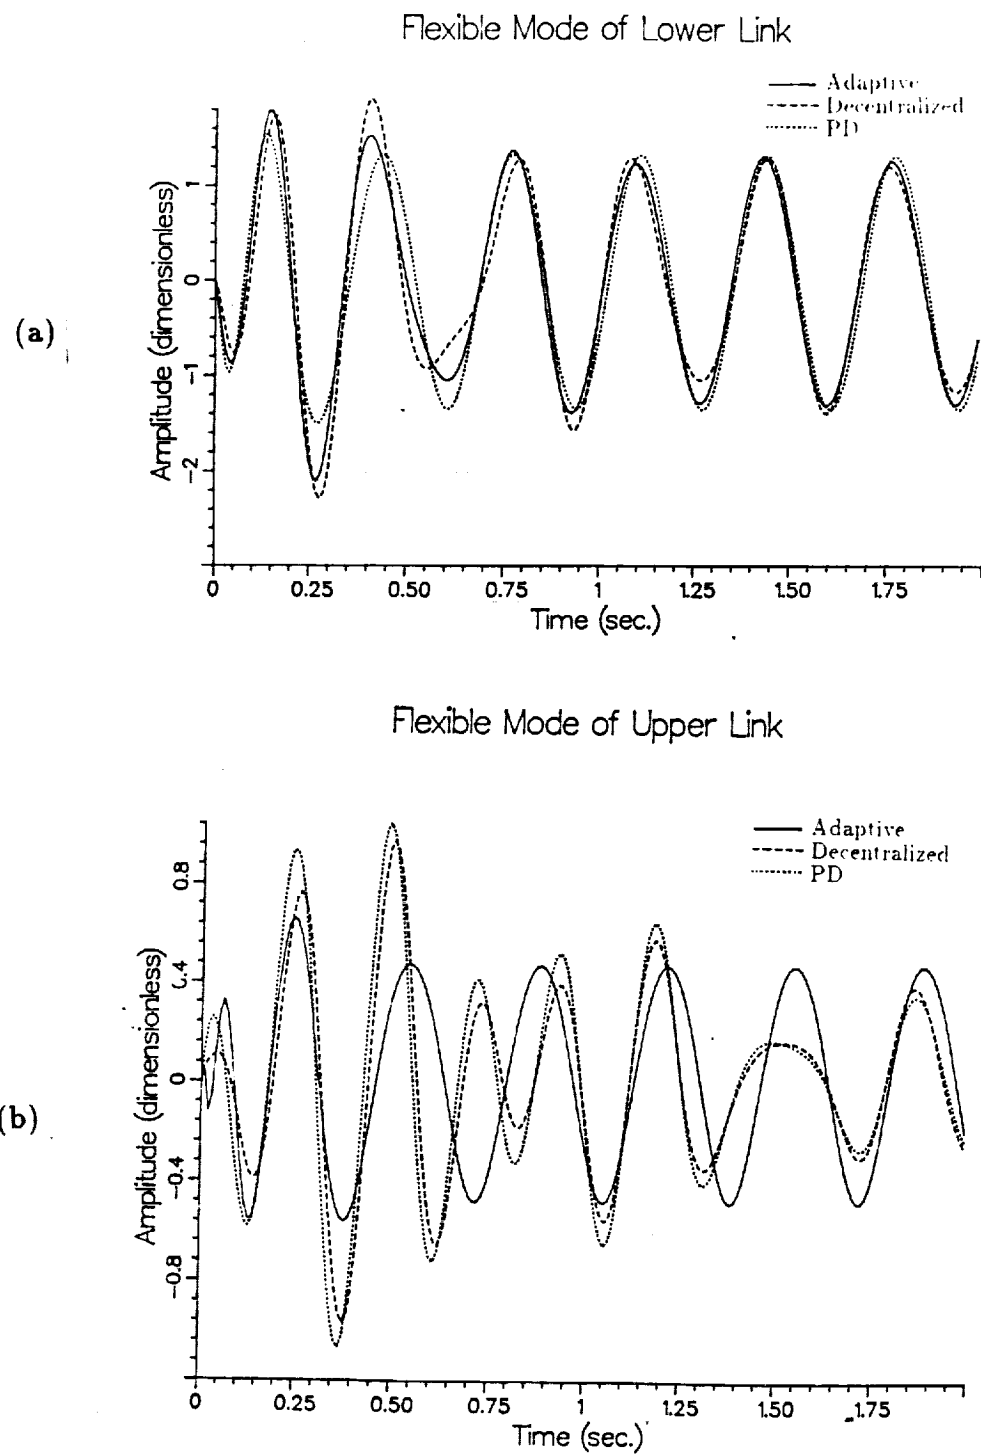 Flexible Mode of Lower Link
Adaptive
Decentralized
PD
(a)
Amplitude (dimensionless)
1
0
-1
-2
0
0.25
0.50
0.75
1
1.25
1.50
1.75
Time (sec.)
Flexible Mode of Upper Link
Adaptive
Decentralized
PD
(b)
Amplitude (dimensionless)
0.8
0.4
0
-0.4
-0.8
0
0.25
0.50
0.75
1
1.25
1.50
1.75
Time (sec.)